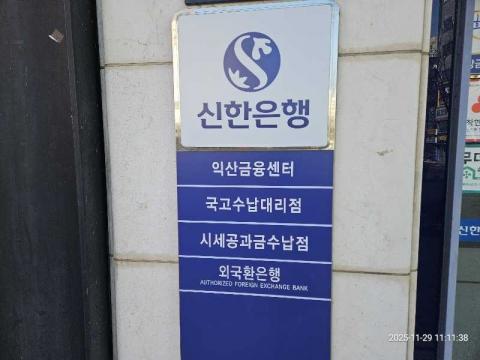 신한은행
익산금융센터
국고수납대리점
시세공과금수납점
외국환은행
AUTHORIZED FOREIGN EXCHANGE BANK
신한
2025-11-29 11:11:38